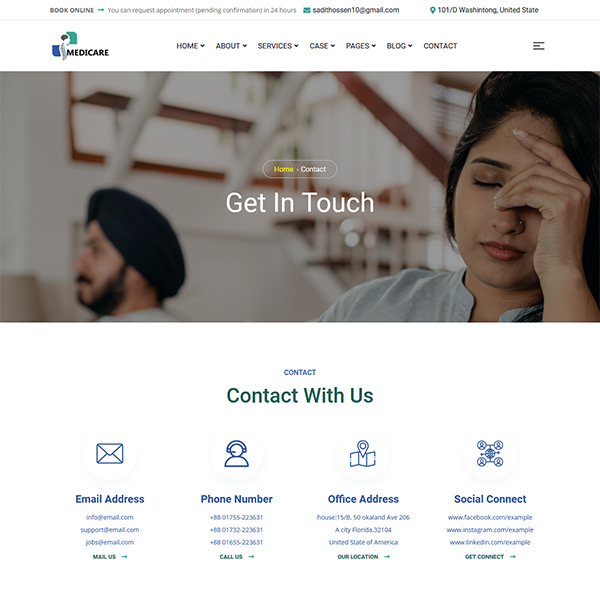 BOOK ONLINE → You can request appointment (pending confirmation) in 24 hours sadithossen10@gmail.com 101/D Washintong, United State
MEDICARE HOME ABOUT SERVICES CASE PAGES BLOG CONTACT
Home - Contact
Get In Touch
CONTACT
Contact With Us
Email Address Phone Number Office Address Social Connect
info@email.com +88 01755-223631 house:15/B, 50 okaland Ave 206 www.facebook.com/example
support@email.com +88 01732-223631 A city Florida,32104 www.instagram.com/example
jobs@email.com +88 01655-223631 United State of America www.linkedin.com/example
MAIL US → CALL US → OUR LOCATION → GET CONNECT →